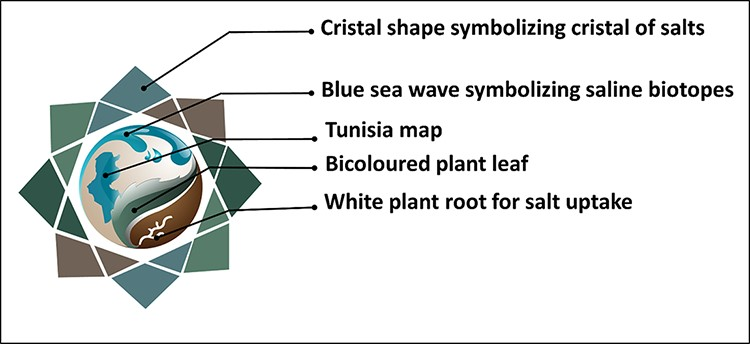 Cristal shape symbolizing cristal of salts
Blue sea wave symbolizing saline biotopes
Tunisia map
Bicoloured plant leaf
White plant root for salt uptake